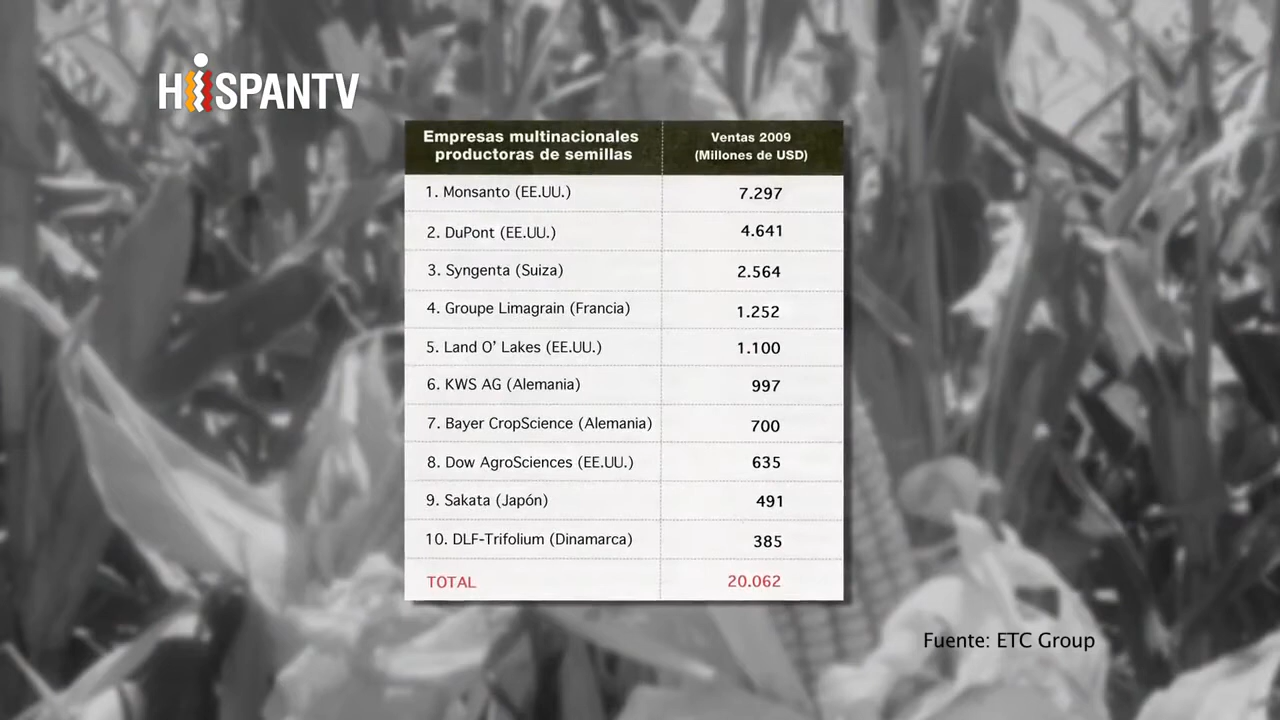 HiSPANTV
Empresas multinacionales
productoras de semillas
Ventas 2009
(Millones de USD)
1. Monsanto (EE.UU.) 7.297
2. DuPont (EE.UU.) 4.641
3. Syngenta (Suiza) 2.564
4. Groupe Limagrain (Francia) 1.252
5. Land O' Lakes (EE.UU.) 1.100
6. KWS AG (Alemania) 997
7. Bayer CropScience (Alemania) 700
8. Dow AgroSciences (EE.UU.) 635
9. Sakata (Japón) 491
10. DLF-Trifolium (Dinamarca) 385
TOTAL 20.062
Fuente: ETC Group